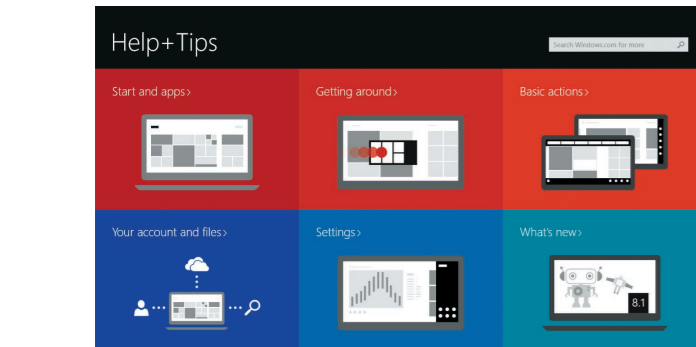 Help+Tips
Search Windows.com for more
Start and apps>
Getting around>
Basic actions>
Your account and files>
Settings>
What's new>
8.1